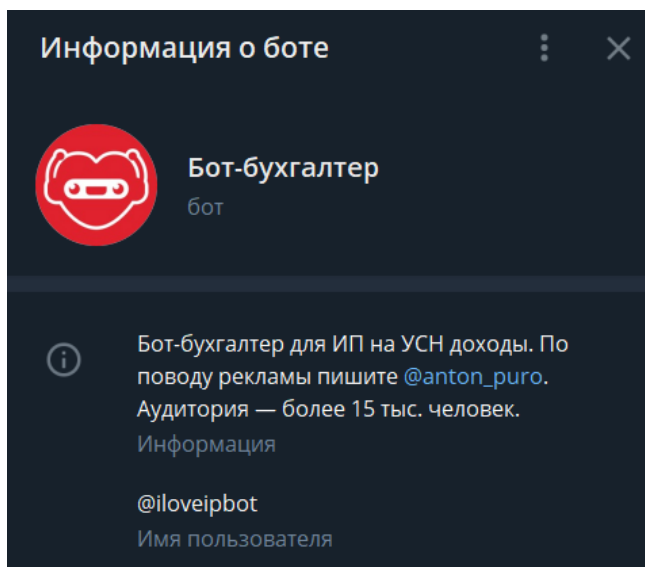 Информация о боте
Бот-бухгалтер
бот
Бот-бухгалтер для ИП на УСН доходы. По
поводу рекламы пишите @anton_puro.
Аудитория — более 15 тыс. человек.
Информация
@iloveipbot
Имя пользователя